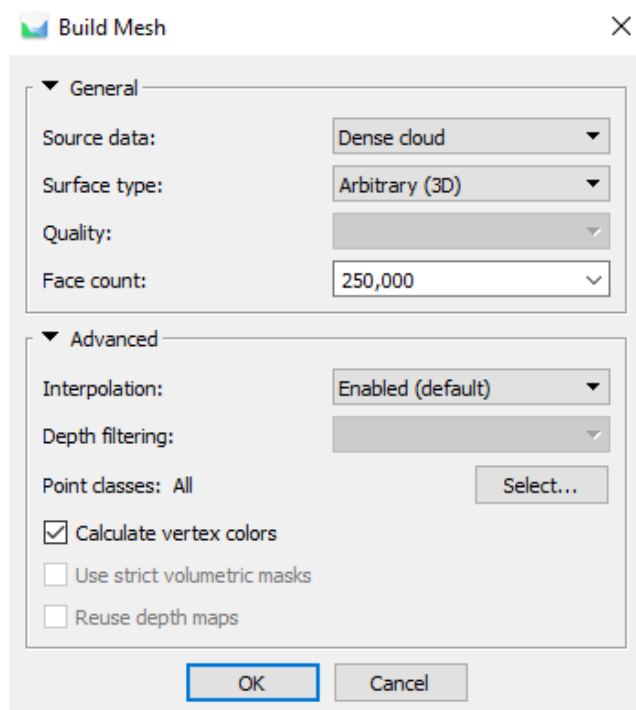 Build Mesh
General
Source data: Dense cloud
Surface type: Arbitrary (3D)
Quality:
Face count: 250,000
Advanced
Interpolation: Enabled (default)
Depth filtering:
Point classes: All Select...
Calculate vertex colors
Use strict volumetric masks
Reuse depth maps
OK Cancel